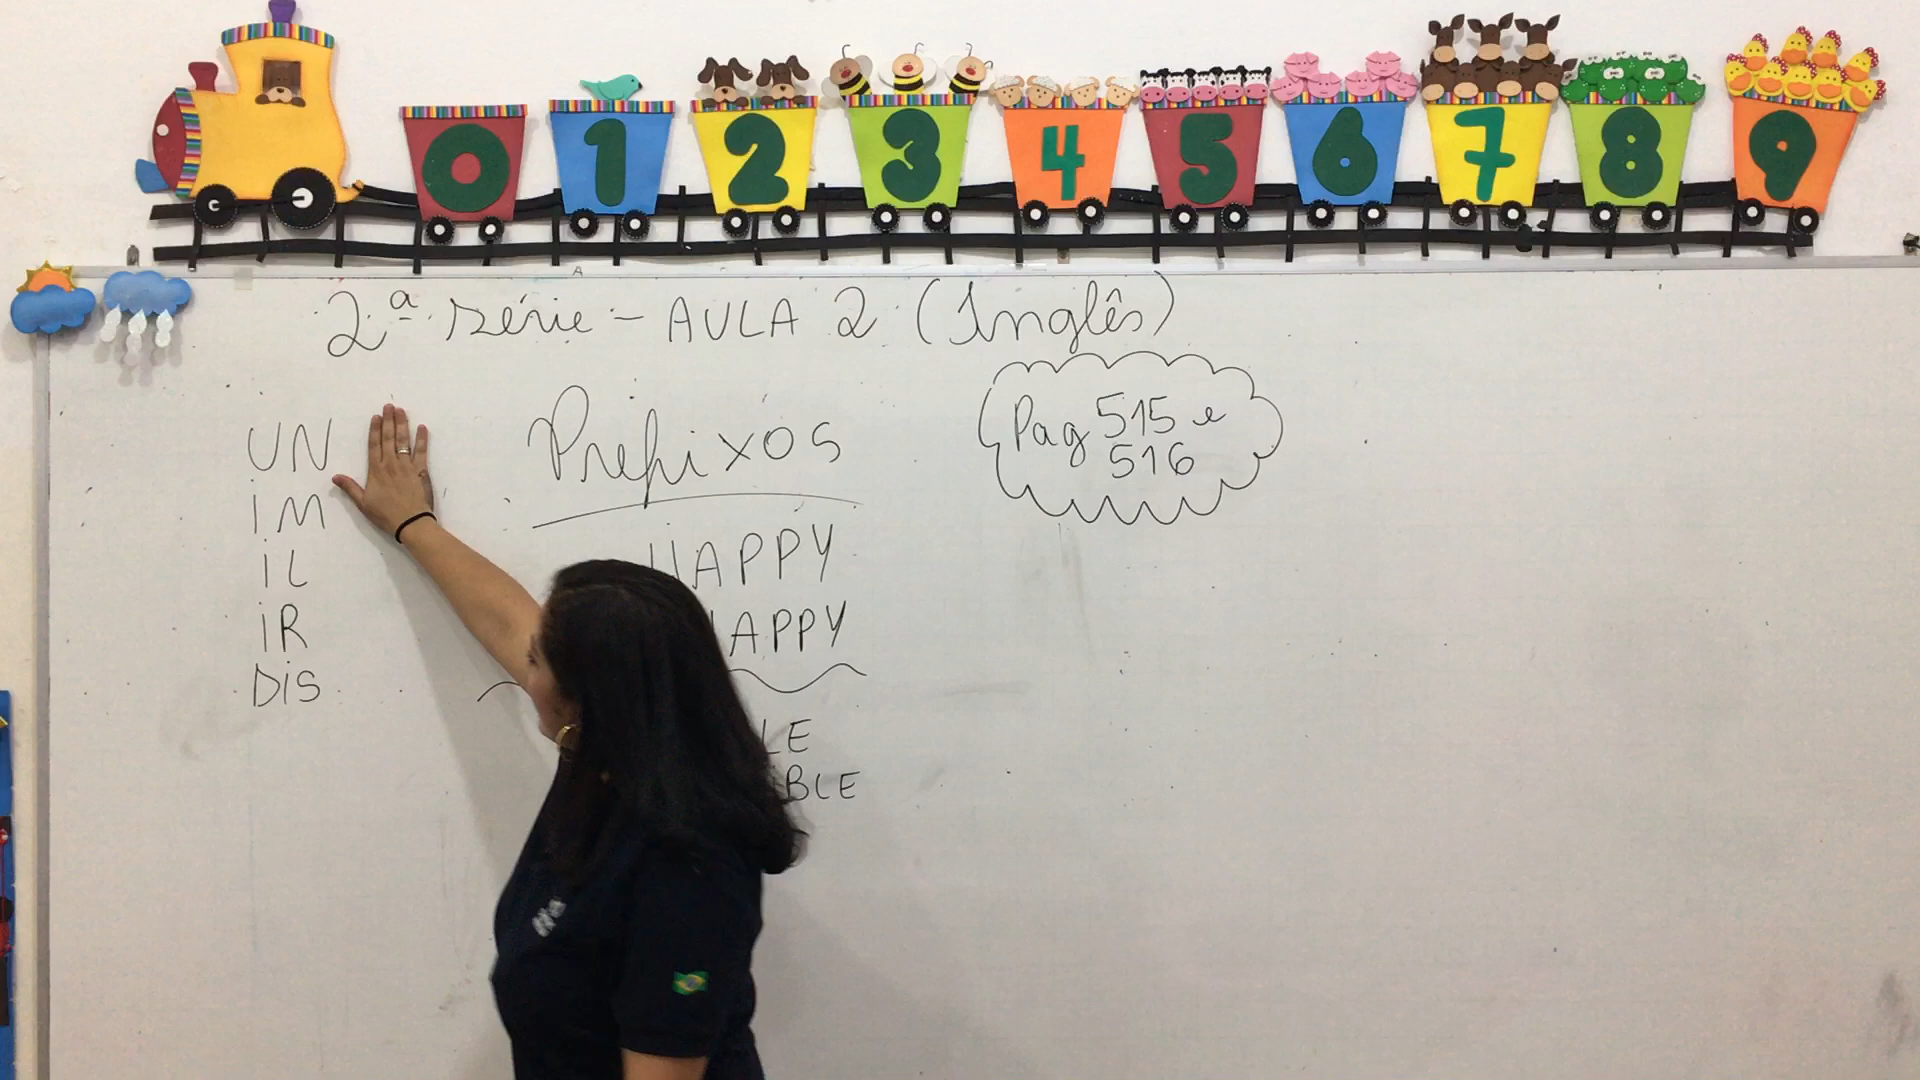 0 1 2 3 4 5 6 7 8 9
2ª série - AULA 2 (Inglês)
Prefixos
Pag 515 e
516
UN
IM
IL
IR
DIS
HAPPY
HAPPY
LE
BLE